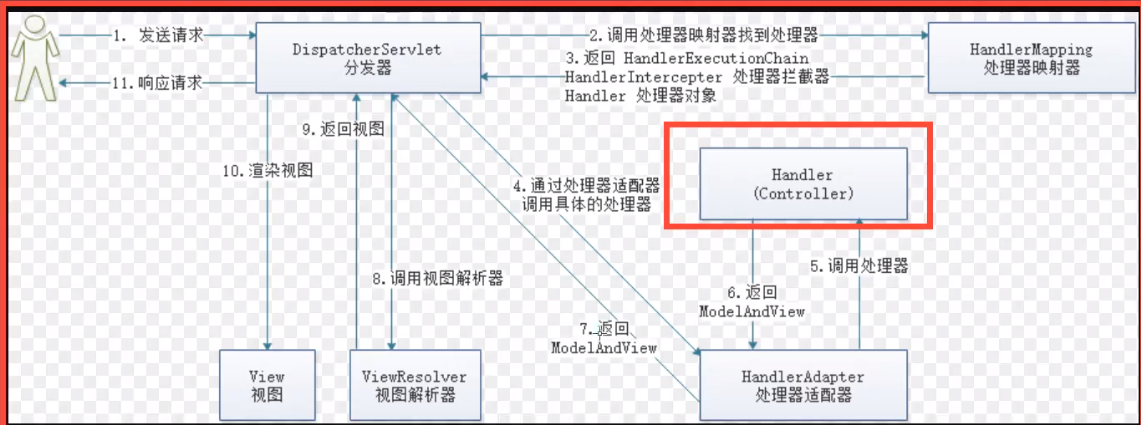 1. 发送请求
DispatcherServlet
分发器
2.调用处理器映射器找到处理器
HandlerMapping
处理器映射器
3.返回 HandlerExecutionChain
HandlerIntercepter 处理器拦截器
Handler 处理器对象
11.响应请求
9.返回视图
10.渲染视图
4.通过处理器适配器
调用具体的处理器
Handler
(Controller)
8.调用视图解析器
5.调用处理器
6.返回
ModelAndView
7.返回
ModelAndView
View
视图
ViewResolver
视图解析器
HandlerAdapter
处理器适配器